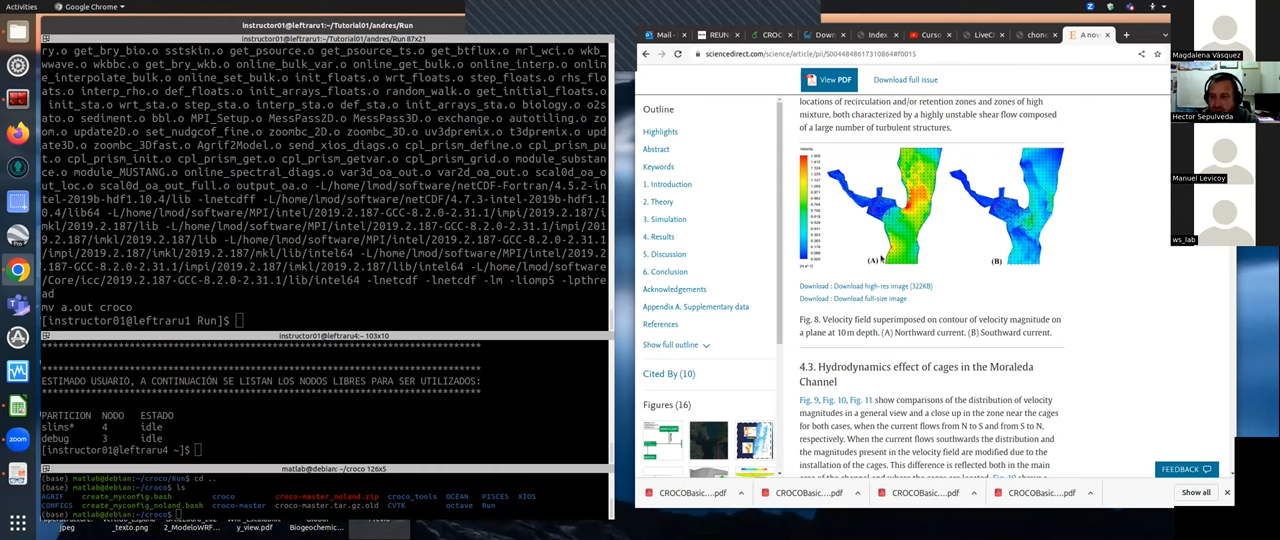 Activities
Google Chrome
instructor01@leftraru1:~/Tutorial01/andres/Run
instructor01@leftraru1:~/Tutorial01/andres/Run 87x21
ry.o get_bry_bio.o sstskin.o get_psource.o get_psource_ts.o get_btflux.o mrl_wci.o wkb_
wwave.o wkbbc.o get_bry_wkb.o online_bulk_var.o online_get_bulk.o online_interp.o onlin
e_interpolate_bulk.o online_set_bulk.o init_floats.o wrt_floats.o step_floats.o rhs_flo
ats.o interp_rho.o def_floats.o init_arrays_floats.o random_walk.o get_initial_floats.o
init_sta.o wrt_sta.o step_sta.o interp_sta.o def_sta.o init_arrays_sta.o biology.o o2s
ato.o sediment.o bbl.o MPI_Setup.o MessPass2D.o MessPass3D.o exchange.o autotiling.o zo
om.o update2D.o set_nudgcof_fine.o zoombc_2D.o zoombc_3D.o uv3dpremix.o t3dpremix.o upd
ate3D.o zoombc_3Dfast.o Agrif2Model.o send_xios_diags.o cpl_prism_define.o cpl_prism_pu
t.o cpl_prism_init.o cpl_prism_get.o cpl_prism_getvar.o cpl_prism_grid.o module_substan
ce.o module_MUSTANG.o online_spectral_diags.o var3d_oa_out.o var2d_oa_out.o scal0d_oa_o
ut_loc.o scal0d_oa_out_full.o output_oa.o -L/home/lmod/software/netCDF-Fortran/4.5.2-in
tel-2019b-hdf1.10.4/lib -lnetcdff -L/home/lmod/software/netCDF/4.7.3-intel-2019b-hdf1.1
0.4/lib64 -L/home/lmod/software/MPI/intel/2019.2.187-GCC-8.2.0-2.31.1/impi/2019.2.187/i
mkl/2019.2.187/lib -L/home/lmod/software/MPI/intel/2019.2.187-GCC-8.2.0-2.31.1/impi/201
9.2.187/imkl/2019.2.187/mkl/lib/intel64 -L/home/lmod/software/MPI/intel/2019.2.187-GCC-
8.2.0-2.31.1/impi/2019.2.187/imkl/2019.2.187/lib/intel64 -L/home/lmod/software
/Core/icc/2019.2.187-GCC-8.2.0-2.31.1/lib/intel64 -lnetcdf -lnetcdf -lm -liomp5 -lpthre
ad
mv a.out croco
[instructor01@leftraru1 Run]$
instructor01@leftraru4:~ 103x10
ESTIMADO USUARIO, A CONTINUACIÓN SE LISTAN LOS NODOS LIBRES PARA SER UTILIZADOS:
PARTICION NODO ESTADO
slims* 4 idle
debug 3 idle
[instructor01@leftraru4 ~]$
matlab@debian: ~/croco 126x5
(base) matlab@debian:~/croco/Run$ cd ..
(base) matlab@debian:~/croco$ ls
AGRIF create_myconfig.bash croco croco-master_noland.zip croco_tools OCEAN PISCES XIOS
CONFIGS create_myconfig_noland.bash croco-master croco-master.tar.gz.old CVTK octave Run
(base) matlab@debian:~/croco$
Mail -
REUN
CROC
Down
Index
Curso
LiveCl
chono
A nov
sciencedirect.com/science/article/pii/S0044848617310864#f0015
View PDF
Download full issue
Outline
Highlights
Abstract
Keywords
1. Introduction
2. Theory
3. Simulation
4. Results
5. Discussion
6. Conclusion
Acknowledgements
Appendix A. Supplementary data
References
Show full outline
Cited By (10)
Figures (16)
locations of recirculation and/or retention zones and zones of high
mixture, both characterized by a highly unstable shear flow composed
of a large number of turbulent structures.
(A)
(B)
Download : Download high-res image (322KB)
Download : Download full-size image
Fig. 8. Velocity field superimposed on contour of velocity magnitude on
a plane at 10 m depth. (A) Northward current. (B) Southward current.
4.3. Hydrodynamics effect of cages in the Moraleda
Channel
Fig. 9, Fig. 10, Fig. 11 show comparisons of the distribution of velocity
magnitudes in a general view and a close up in the zone near the cages
for both cases, when the current flows from N to S and from S to N,
respectively. When the current flows southwards the distribution and
the magnitudes present in the velocity field are modified due to the
installation of the cages. This difference is reflected both in the main
FEEDBACK
CROCOBasic....pdf
CROCOBasic....pdf
CROCOBasic....pdf
CROCOBasic....pdf
Show all
Magdalena Vásquez
Hector Sepulveda
Manuel Levicoy
ws_lab